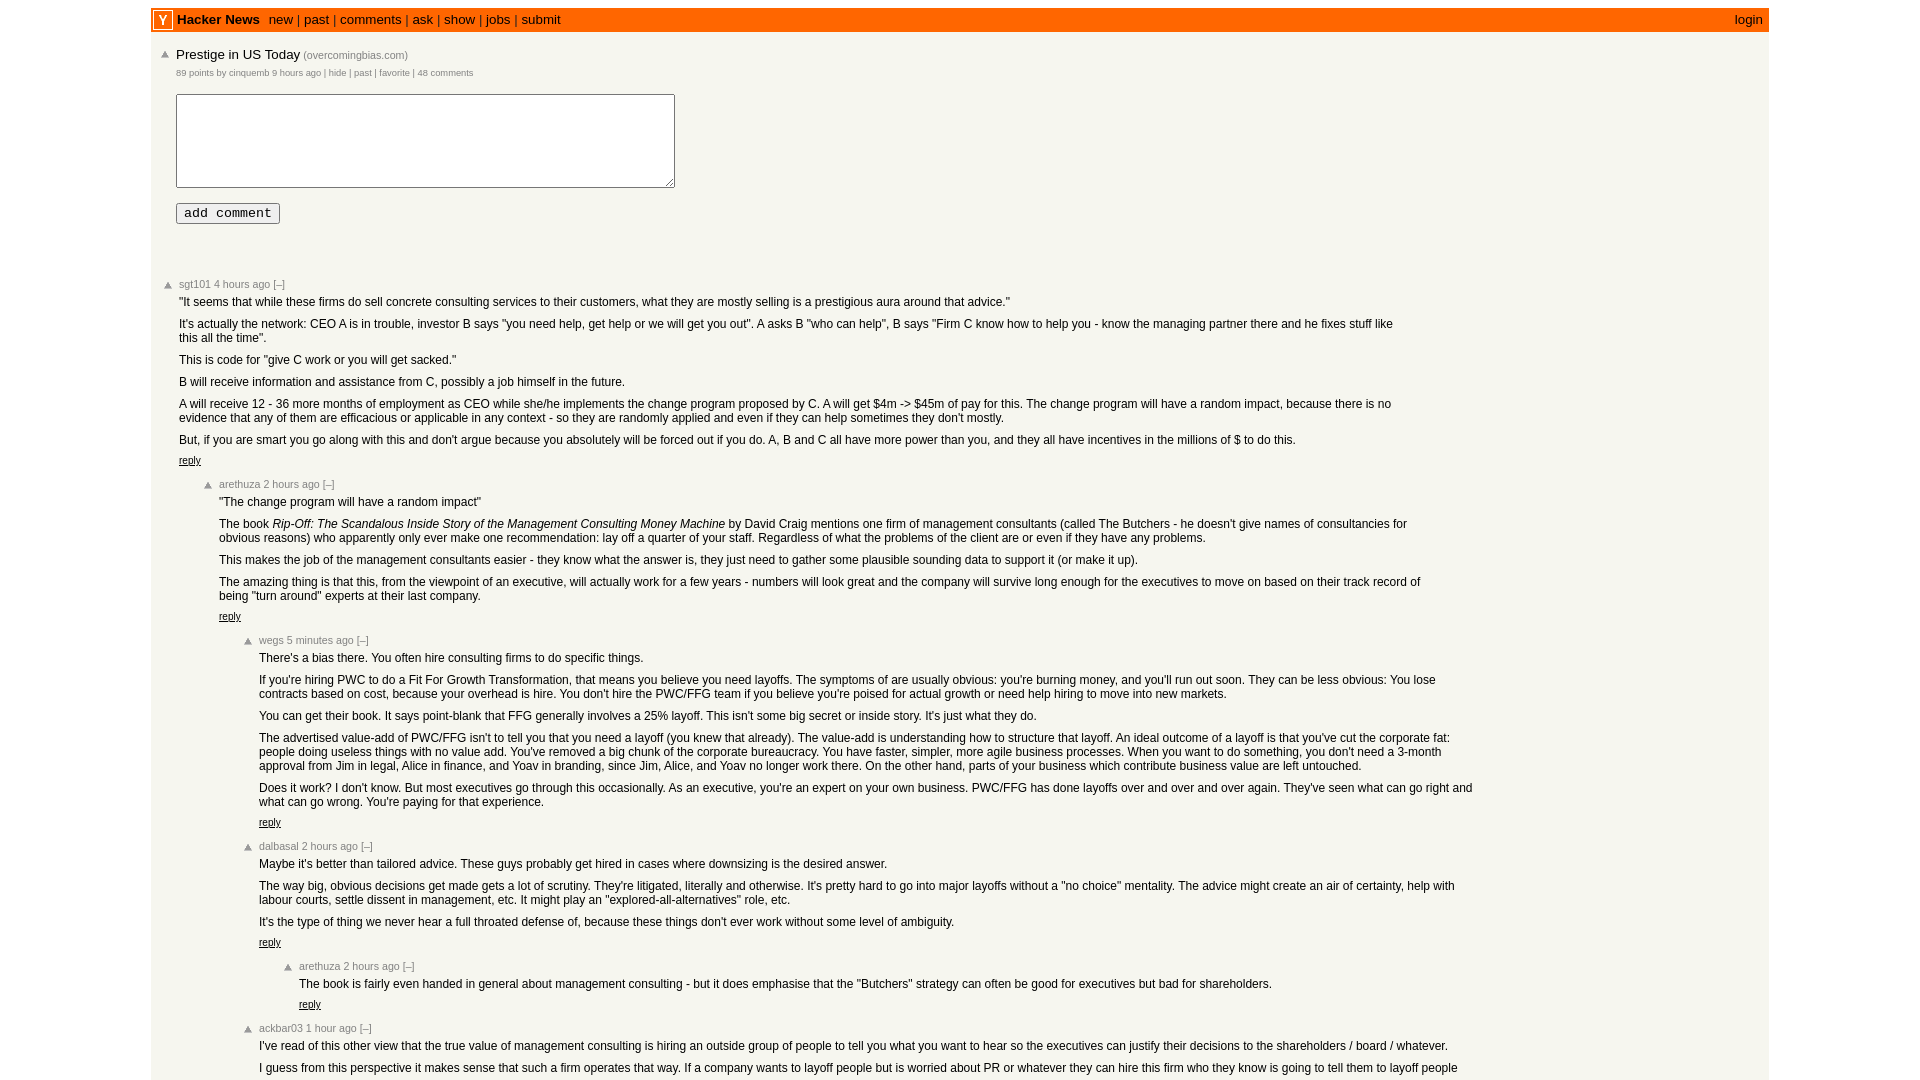 Y Hacker News new | past | comments | ask | show | jobs | submit login
Prestige in US Today (overcomingbias.com)
89 points by cinquemb 9 hours ago | hide | past | favorite | 48 comments
add comment
sgt101 4 hours ago [–]
"It seems that while these firms do sell concrete consulting services to their customers, what they are mostly selling is a prestigious aura around that advice."
It's actually the network: CEO A is in trouble, investor B says "you need help, get help or we will get you out". A asks B "who can help", B says "Firm C know how to help you - know the managing partner there and he fixes stuff like
this all the time".
This is code for "give C work or you will get sacked."
B will receive information and assistance from C, possibly a job himself in the future.
A will receive 12 - 36 more months of employment as CEO while she/he implements the change program proposed by C. A will get $4m -> $45m of pay for this. The change program will have a random impact, because there is no
evidence that any of them are efficacious or applicable in any context - so they are randomly applied and even if they can help sometimes they don't mostly.
But, if you are smart you go along with this and don't argue because you absolutely will be forced out if you do. A, B and C all have more power than you, and they all have incentives in the millions of $ to do this.
reply
arethuza 2 hours ago [–]
"The change program will have a random impact"
The book Rip-Off: The Scandalous Inside Story of the Management Consulting Money Machine by David Craig mentions one firm of management consultants (called The Butchers - he doesn't give names of consultancies for
obvious reasons) who apparently only ever make one recommendation: lay off a quarter of your staff. Regardless of what the problems of the client are or even if they have any problems.
This makes the job of the management consultants easier - they know what the answer is, they just need to gather some plausible sounding data to support it (or make it up).
The amazing thing is that this, from the viewpoint of an executive, will actually work for a few years - numbers will look great and the company will survive long enough for the executives to move on based on their track record of
being "turn around" experts at their last company.
reply
wegs 5 minutes ago [–]
There's a bias there. You often hire consulting firms to do specific things.
If you're hiring PWC to do a Fit For Growth Transformation, that means you believe you need layoffs. The symptoms of are usually obvious: you're burning money, and you'll run out soon. They can be less obvious: You lose
contracts based on cost, because your overhead is hire. You don't hire the PWC/FFG team if you believe you're poised for actual growth or need help hiring to move into new markets.
You can get their book. It says point-blank that FFG generally involves a 25% layoff. This isn't some big secret or inside story. It's just what they do.
The advertised value-add of PWC/FFG isn't to tell you that you need a layoff (you knew that already). The value-add is understanding how to structure that layoff. An ideal outcome of a layoff is that you've cut the corporate fat:
people doing useless things with no value add. You've removed a big chunk of the corporate bureaucracy. You have faster, simpler, more agile business processes. When you want to do something, you don't need a 3-month
approval from Jim in legal, Alice in finance, and Yoav in branding, since Jim, Alice, and Yoav no longer work there. On the other hand, parts of your business which contribute business value are left untouched.
Does it work? I don't know. But most executives go through this occasionally. As an executive, you're an expert on your own business. PWC/FFG has done layoffs over and over and over again. They've seen what can go right and
what can go wrong. You're paying for that experience.
reply
dalbasal 2 hours ago [–]
Maybe it's better than tailored advice. These guys probably get hired in cases where downsizing is the desired answer.
The way big, obvious decisions get made gets a lot of scrutiny. They're litigated, literally and otherwise. It's pretty hard to go into major layoffs without a "no choice" mentality. The advice might create an air of certainty, help with
labour courts, settle dissent in management, etc. It might play an "explored-all-alternatives" role, etc.
It's the type of thing we never hear a full throated defense of, because these things don't ever work without some level of ambiguity.
reply
arethuza 2 hours ago [–]
The book is fairly even handed in general about management consulting - but it does emphasise that the "Butchers" strategy can often be good for executives but bad for shareholders.
reply
ackbar03 1 hour ago [–]
I've read of this other view that the true value of management consulting is hiring an outside group of people to tell you what you want to hear so the executives can justify their decisions to the shareholders / board / whatever.
I guess from this perspective it makes sense that such a firm operates that way. If a company wants to layoff people but is worried about PR or whatever they can hire this firm who they know is going to tell them to layoff people